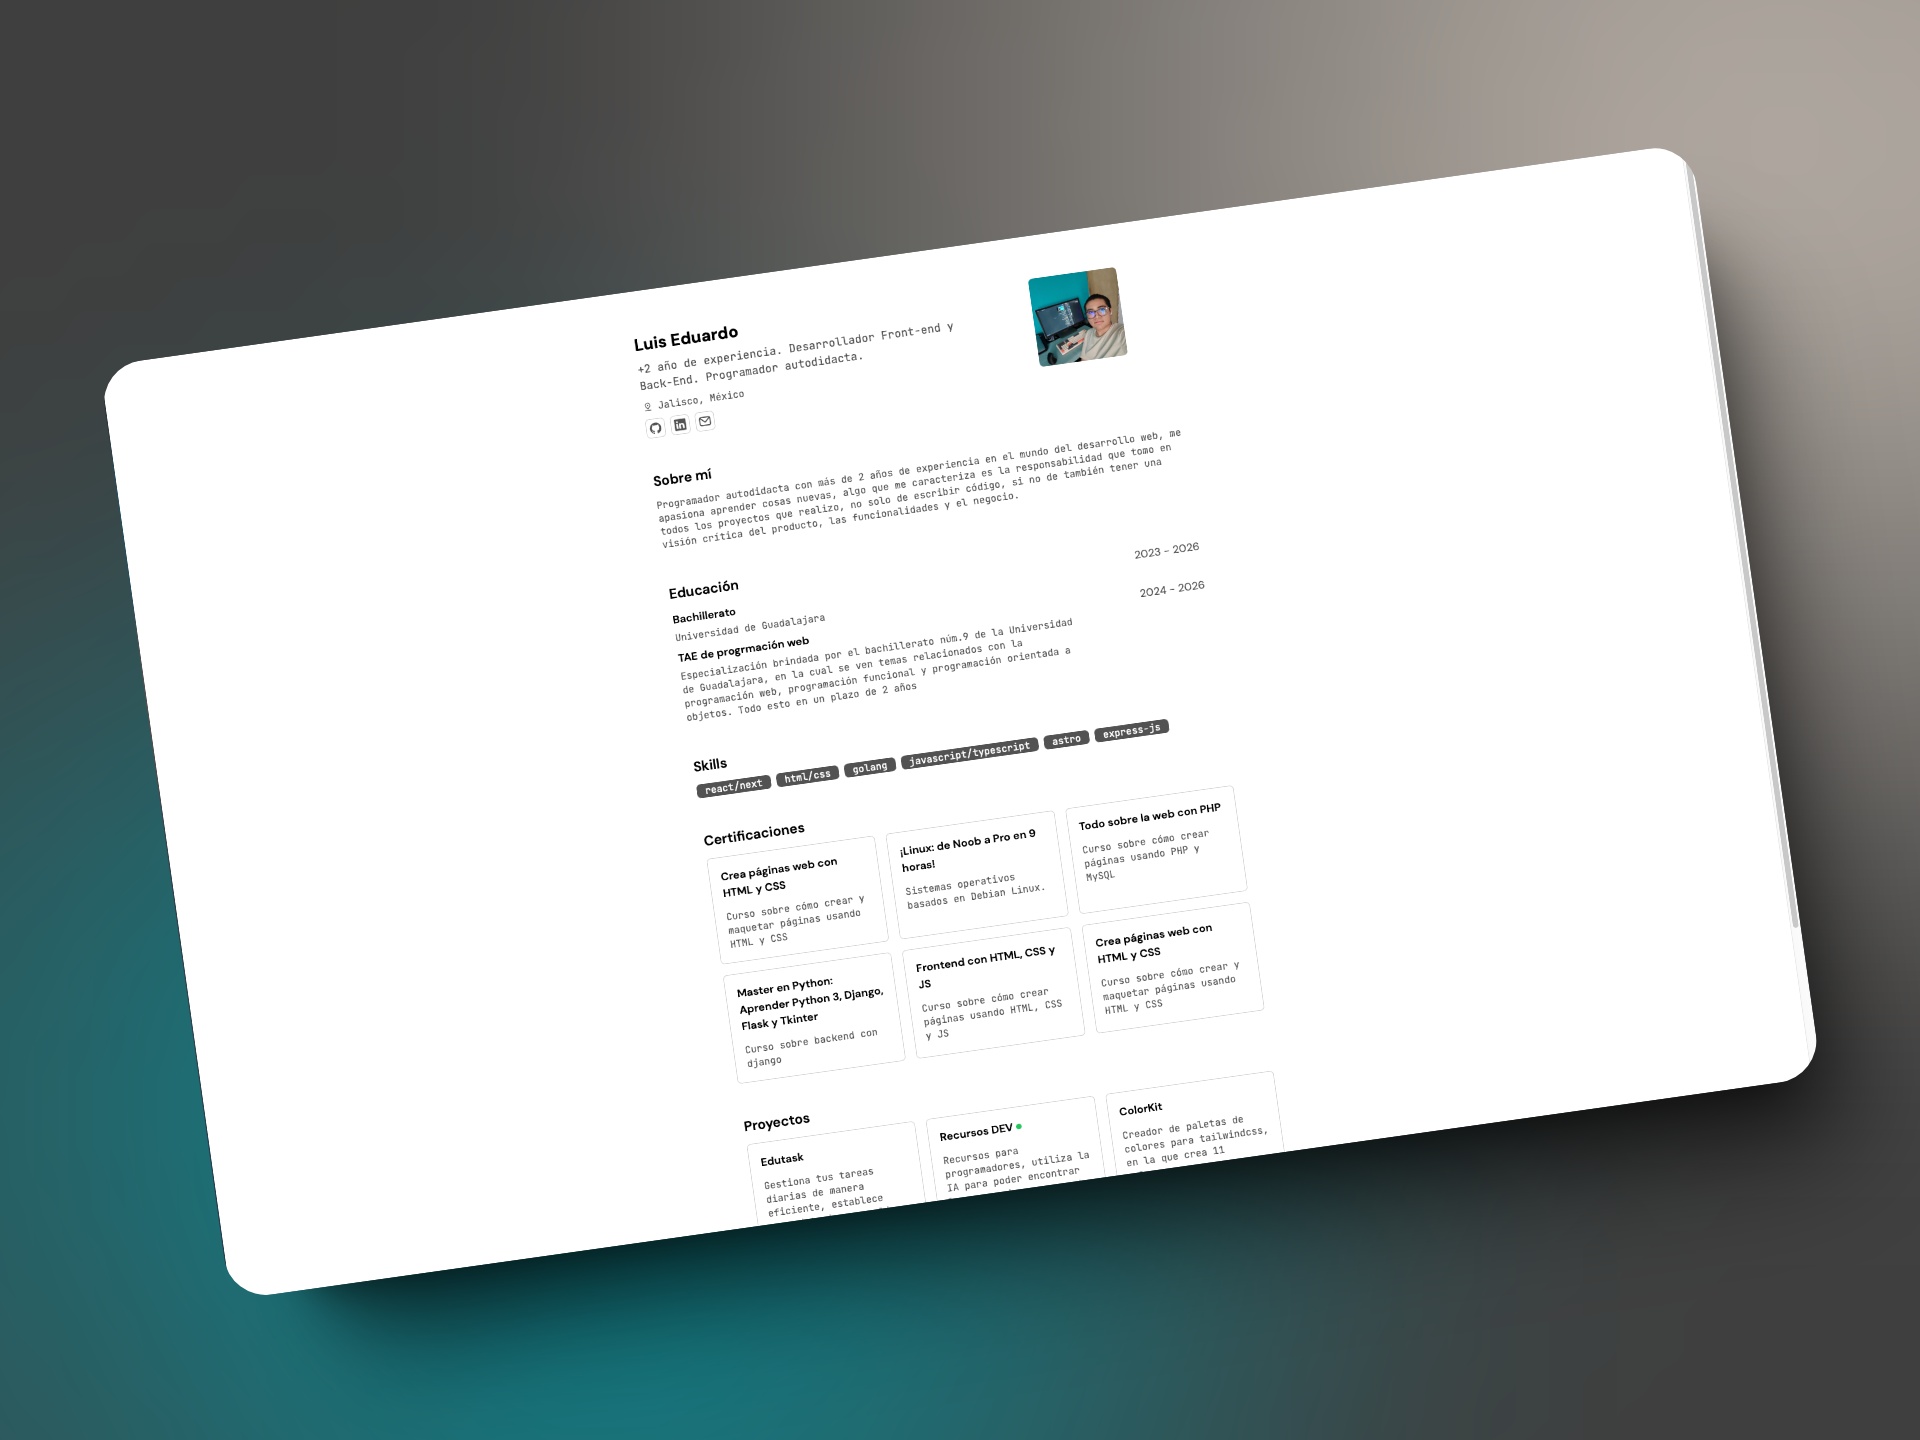 Luis Eduardo
+2 año de experiencia. Desarrollador Front-end y
Back-End. Programador autodidacta.
Jalisco, México
Sobre mí
Programador autodidacta con más de 2 años de experiencia en el mundo del desarrollo web, me
apasiona aprender cosas nuevas, algo que me caracteriza es la responsabilidad que tomo en
todos los proyectos que realizo, no solo de escribir código, si no de también tener una
visión crítica del producto, las funcionalidades y el negocio.
Educación
Bachillerato
2023 - 2026
Universidad de Guadalajara
TAE de progrmación web
2024 - 2026
Especialización brindada por el bachillerato núm.9 de la Universidad
de Guadalajara, en la cual se ven temas relacionados con la
programación web, programación funcional y programación orientada a
objetos. Todo esto en un plazo de 2 años
Skills
react/next html/css golang javascript/typescript astro express-js
Certificaciones
Crea páginas web con
HTML y CSS
Curso sobre cómo crear y
maquetar páginas usando
HTML y CSS
¡Linux: de Noob a Pro en 9
horas!
Sistemas operativos
basados en Debian Linux.
Todo sobre la web con PHP
Curso sobre cómo crear
páginas usando PHP y
MySQL
Master en Python:
Aprender Python 3, Django,
Flask y Tkinter
Curso sobre backend con
django
Frontend con HTML, CSS y
JS
Curso sobre cómo crear
páginas usando HTML, CSS
y JS
Crea páginas web con
HTML y CSS
Curso sobre cómo crear y
maquetar páginas usando
HTML y CSS
Proyectos
Edutask
Gestiona tus tareas
diarias de manera
eficiente, establece
Recursos DEV
Recursos para
programadores, utiliza la
IA para poder encontrar
ColorKit
Creador de paletas de
colores para tailwindcss,
en la que crea 11